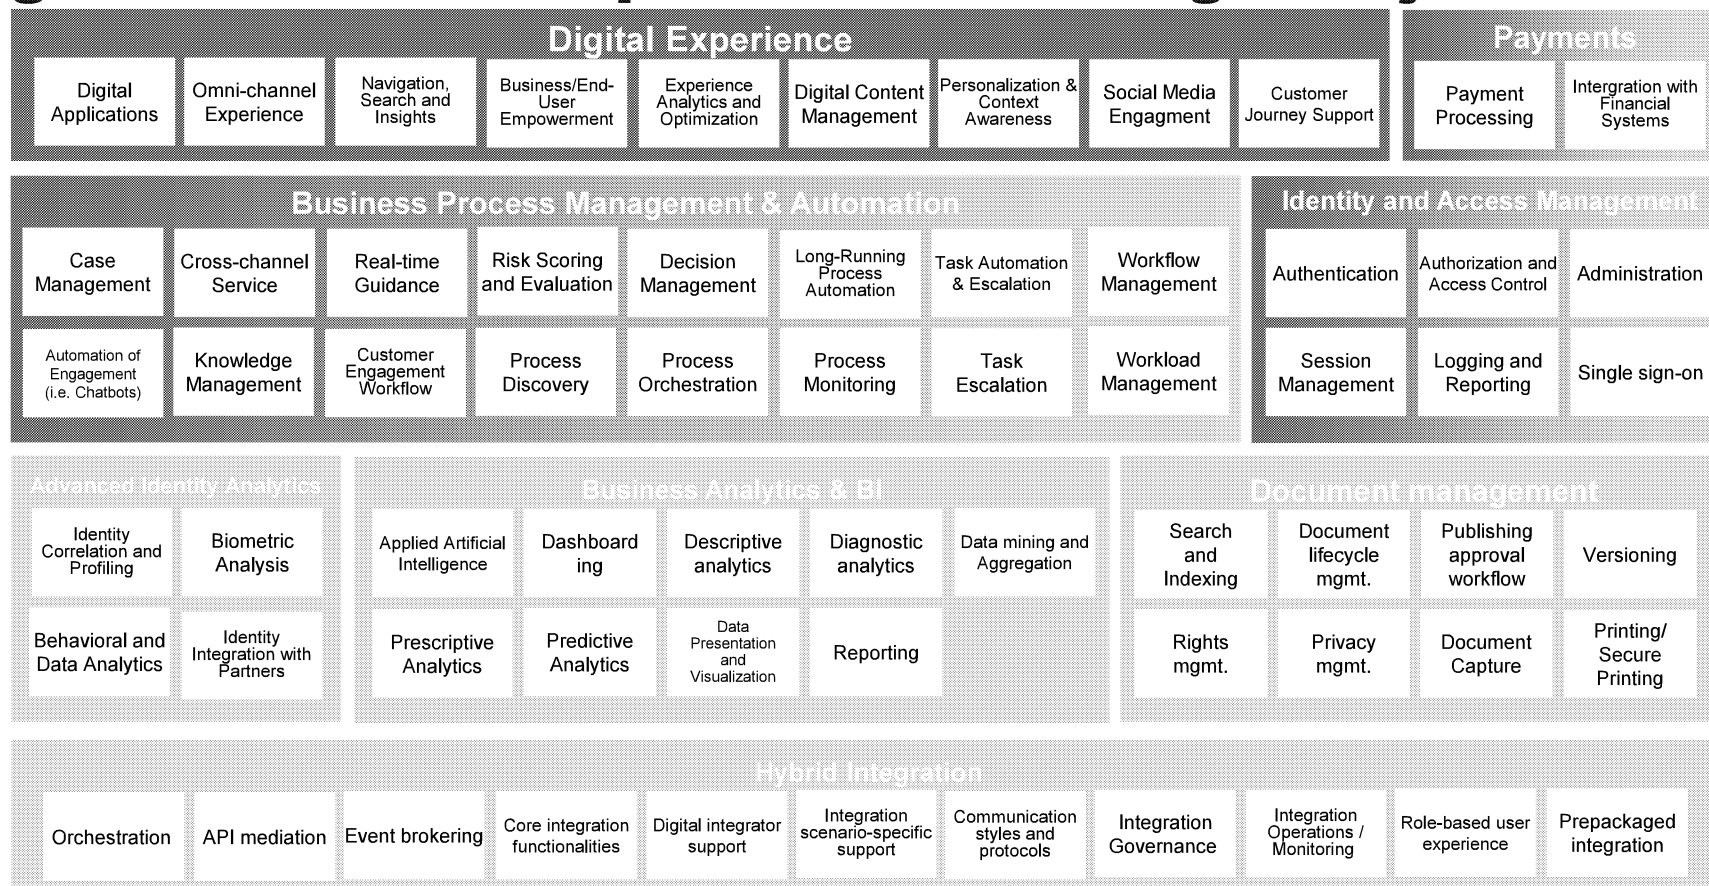 Digital Experience
Digital
Applications
Omni-channel
Experience
Navigation,
Search and
Insights
Business/End-
User
Empowerment
Experience
Analytics and
Optimization
Digital Content
Management
Personalization &
Context
Awareness
Social Media
Engagment
Customer
Journey Support
Payments
Payment
Processing
Intergration with
Financial
Systems
Business Process Management & Automation
Case
Management
Cross-channel
Service
Real-time
Guidance
Risk Scoring
and Evaluation
Decision
Management
Long-Running
Process
Automation
Task Automation
& Escalation
Workflow
Management
Automation of
Engagement
(i.e. Chatbots)
Knowledge
Management
Customer
Engagement
Workflow
Process
Discovery
Process
Orchestration
Process
Monitoring
Task
Escalation
Workload
Management
Identity and Access Management
Authentication
Authorization and
Access Control
Administration
Session
Management
Logging and
Reporting
Single sign-on
Advanced Identity Analytics
Identity
Correlation and
Profiling
Biometric
Analysis
Behavioral and
Data Analytics
Identity
Integration with
Partners
Business Analytics & BI
Applied Artificial
Intelligence
Dashboard
ing
Descriptive
analytics
Diagnostic
analytics
Data mining and
Aggregation
Prescriptive
Analytics
Predictive
Analytics
Data
Presentation
and
Visualization
Reporting
Document management
Search
and
Indexing
Document
lifecycle
mgmt.
Publishing
approval
workflow
Versioning
Rights
mgmt.
Privacy
mgmt.
Document
Capture
Printing/
Secure
Printing
Hybrid Integration
Orchestration
API mediation
Event brokering
Core integration
functionalities
Digital integrator
support
Integration
scenario-specific
support
Communication
styles and
protocols
Integration
Governance
Integration
Operations /
Monitoring
Role-based user
experience
Prepackaged
integration